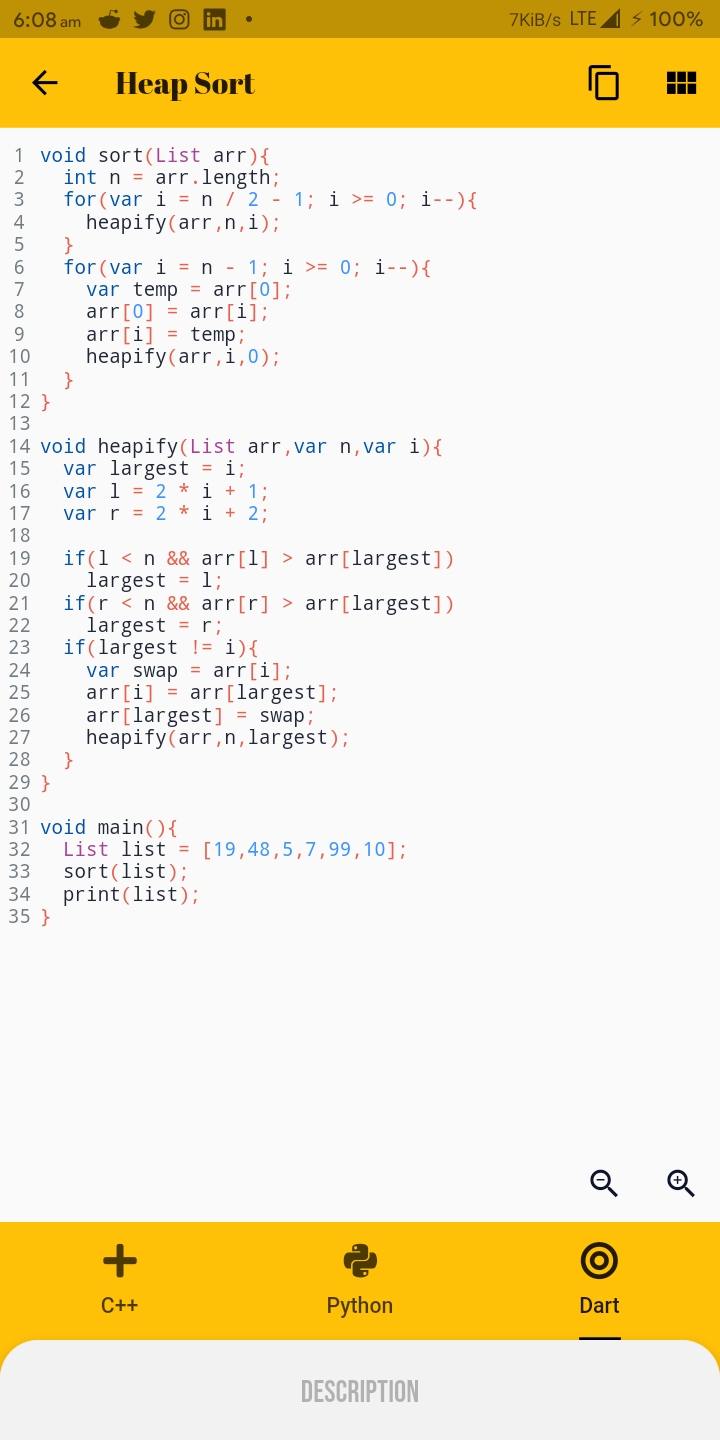 6:08 am 7KiB/s LTE 100%
Heap Sort
1 void sort(List arr){
2   int n = arr.length;
3   for(var i = n / 2 - 1; i >= 0; i--){
4     heapify(arr,n,i);
5   }
6   for(var i = n - 1; i >= 0; i--){
7     var temp = arr[0];
8     arr[0] = arr[i];
9     arr[i] = temp;
10     heapify(arr,i,0);
11   }
12 }
13
14 void heapify(List arr,var n,var i){
15   var largest = i;
16   var l = 2 * i + 1;
17   var r = 2 * i + 2;
18
19   if(l < n && arr[l] > arr[largest])
20     largest = l;
21   if(r < n && arr[r] > arr[largest])
22     largest = r;
23   if(largest != i){
24     var swap = arr[i];
25     arr[i] = arr[largest];
26     arr[largest] = swap;
27     heapify(arr,n,largest);
28   }
29 }
30
31 void main(){
32   List list = [19,48,5,7,99,10];
33   sort(list);
34   print(list);
35 }
C++ Python Dart
DESCRIPTION